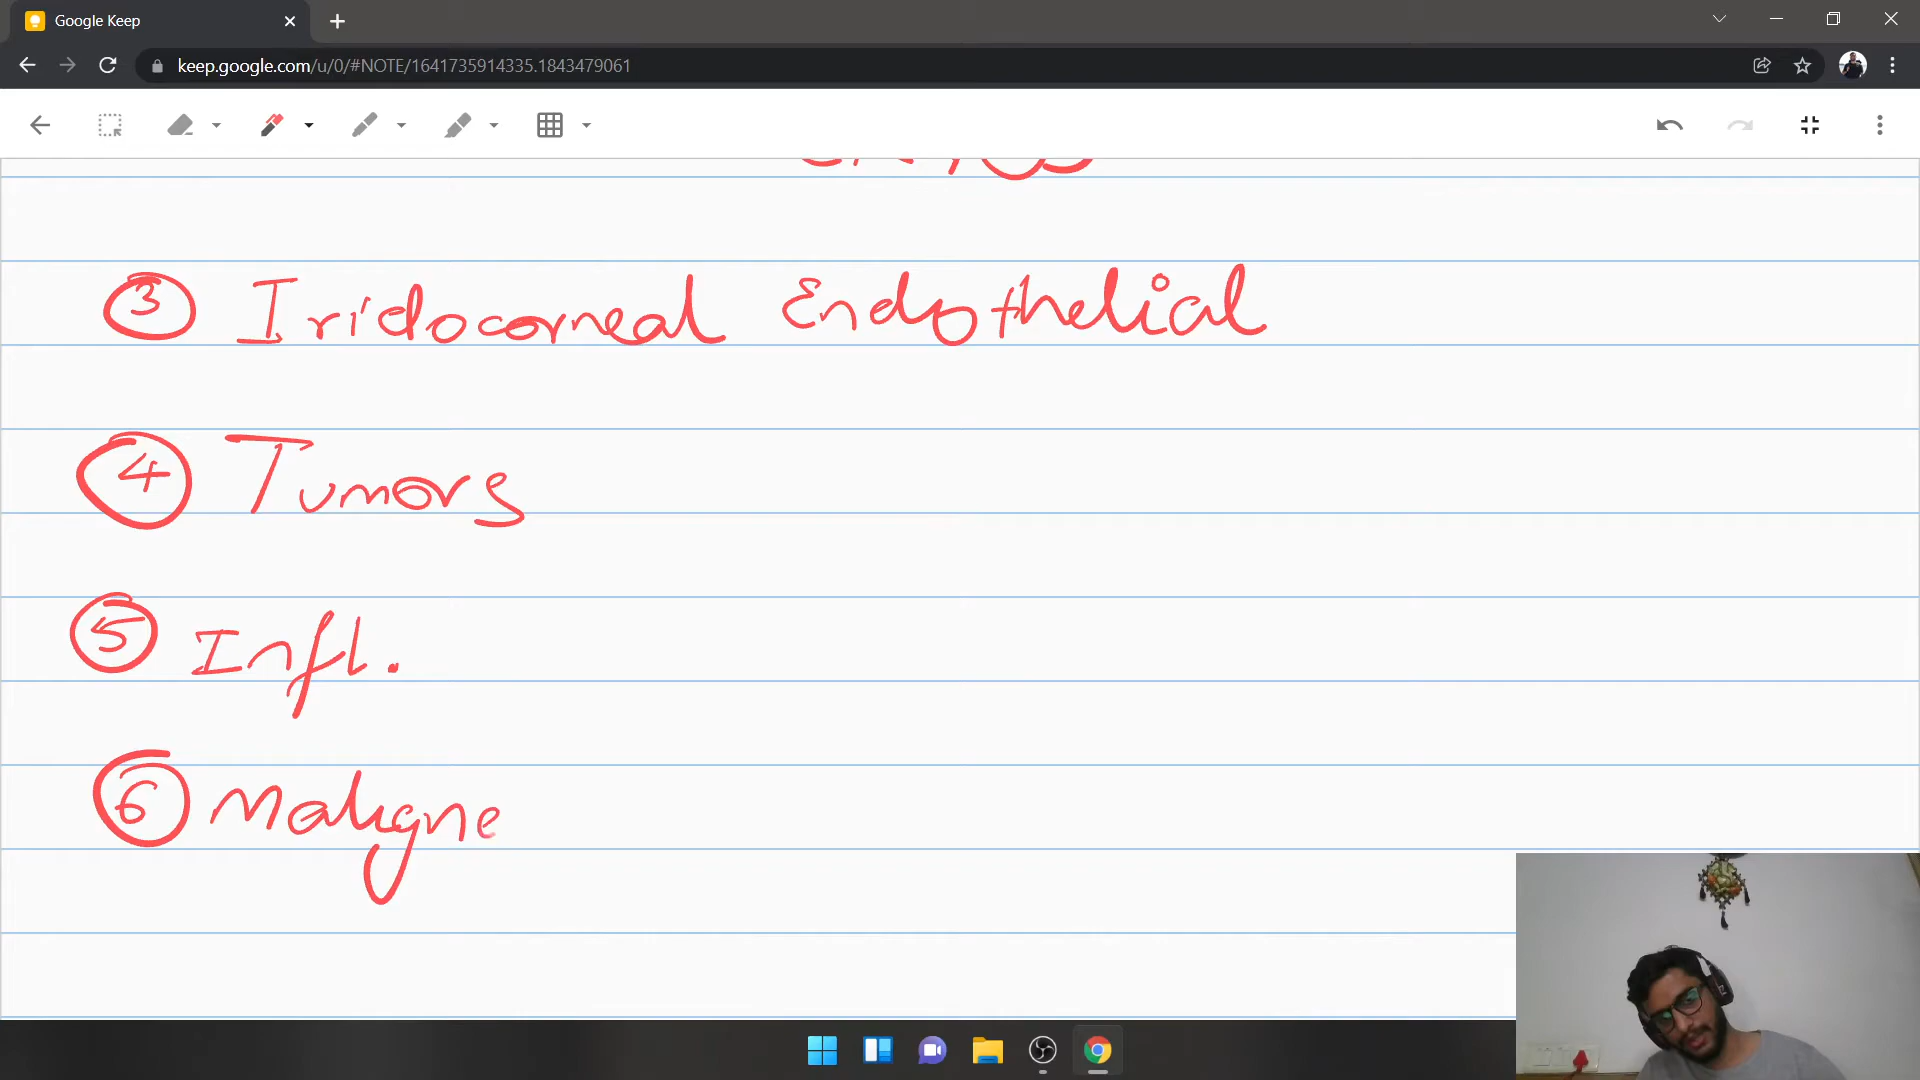 Google Keep
keep.google.com/u/0/#NOTE/1641735914335.1843479061
③ Iridocorneal Endothelial
④ Tumors
⑤ Infl.
⑥ Maligne